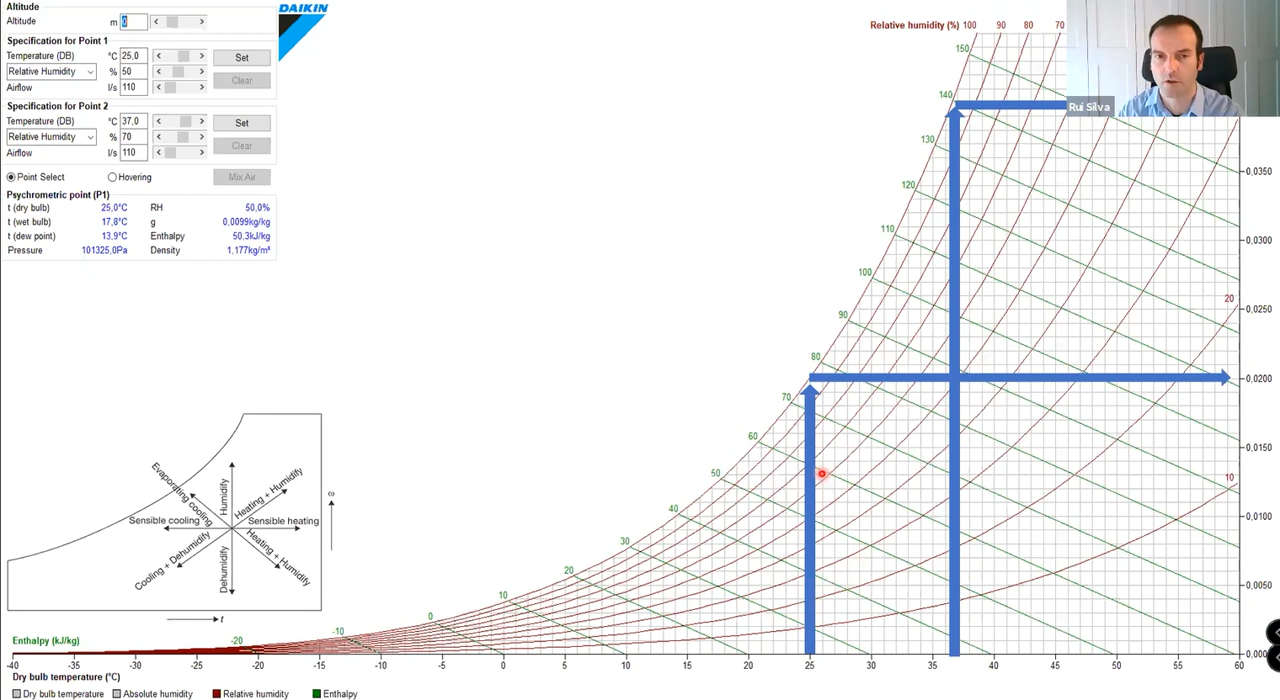 Altitude
Altitude m 0
DAIKIN
Specification for Point 1
Temperature (DB) °C 25,0 Set
Relative Humidity % 50 Clear
Airflow l/s 110
Specification for Point 2
Temperature (DB) °C 37,0 Set
Relative Humidity % 70 Clear
Airflow l/s 110
Point Select Hovering Mix Air
Psychrometric point (P1)
t (dry bulb) 25,0°C RH 50,0%
t (wet bulb) 17,8°C g 0,0099kg/kg
t (dew point) 13,9°C Enthalpy 50,3kJ/kg
Pressure 101325,0Pa Density 1,177kg/m³
Relative humidity (%) 100 90 80 70
Rui Silva
150
140
130
120
110
100
90
80
70
60
50
40
30
20
10
0
-10
-20
20
10
0,0350
0,0300
0,0250
0,0200
0,0150
0,0100
0,0050
0,000
Evaporating cooling
Humidity
Heating + Humidify
Sensible cooling
Sensible heating
Cooling + Dehumidify
Dehumidify
Heating + Humidify
ω
t
Enthalpy (kJ/kg)
-40 -35 -30 -25 -20 -15 -10 -5 0 5 10 15 20 25 30 35 40 45 50 55 60
Dry bulb temperature (°C)
Dry bulb temperature Absolute humidity Relative humidity Enthalpy